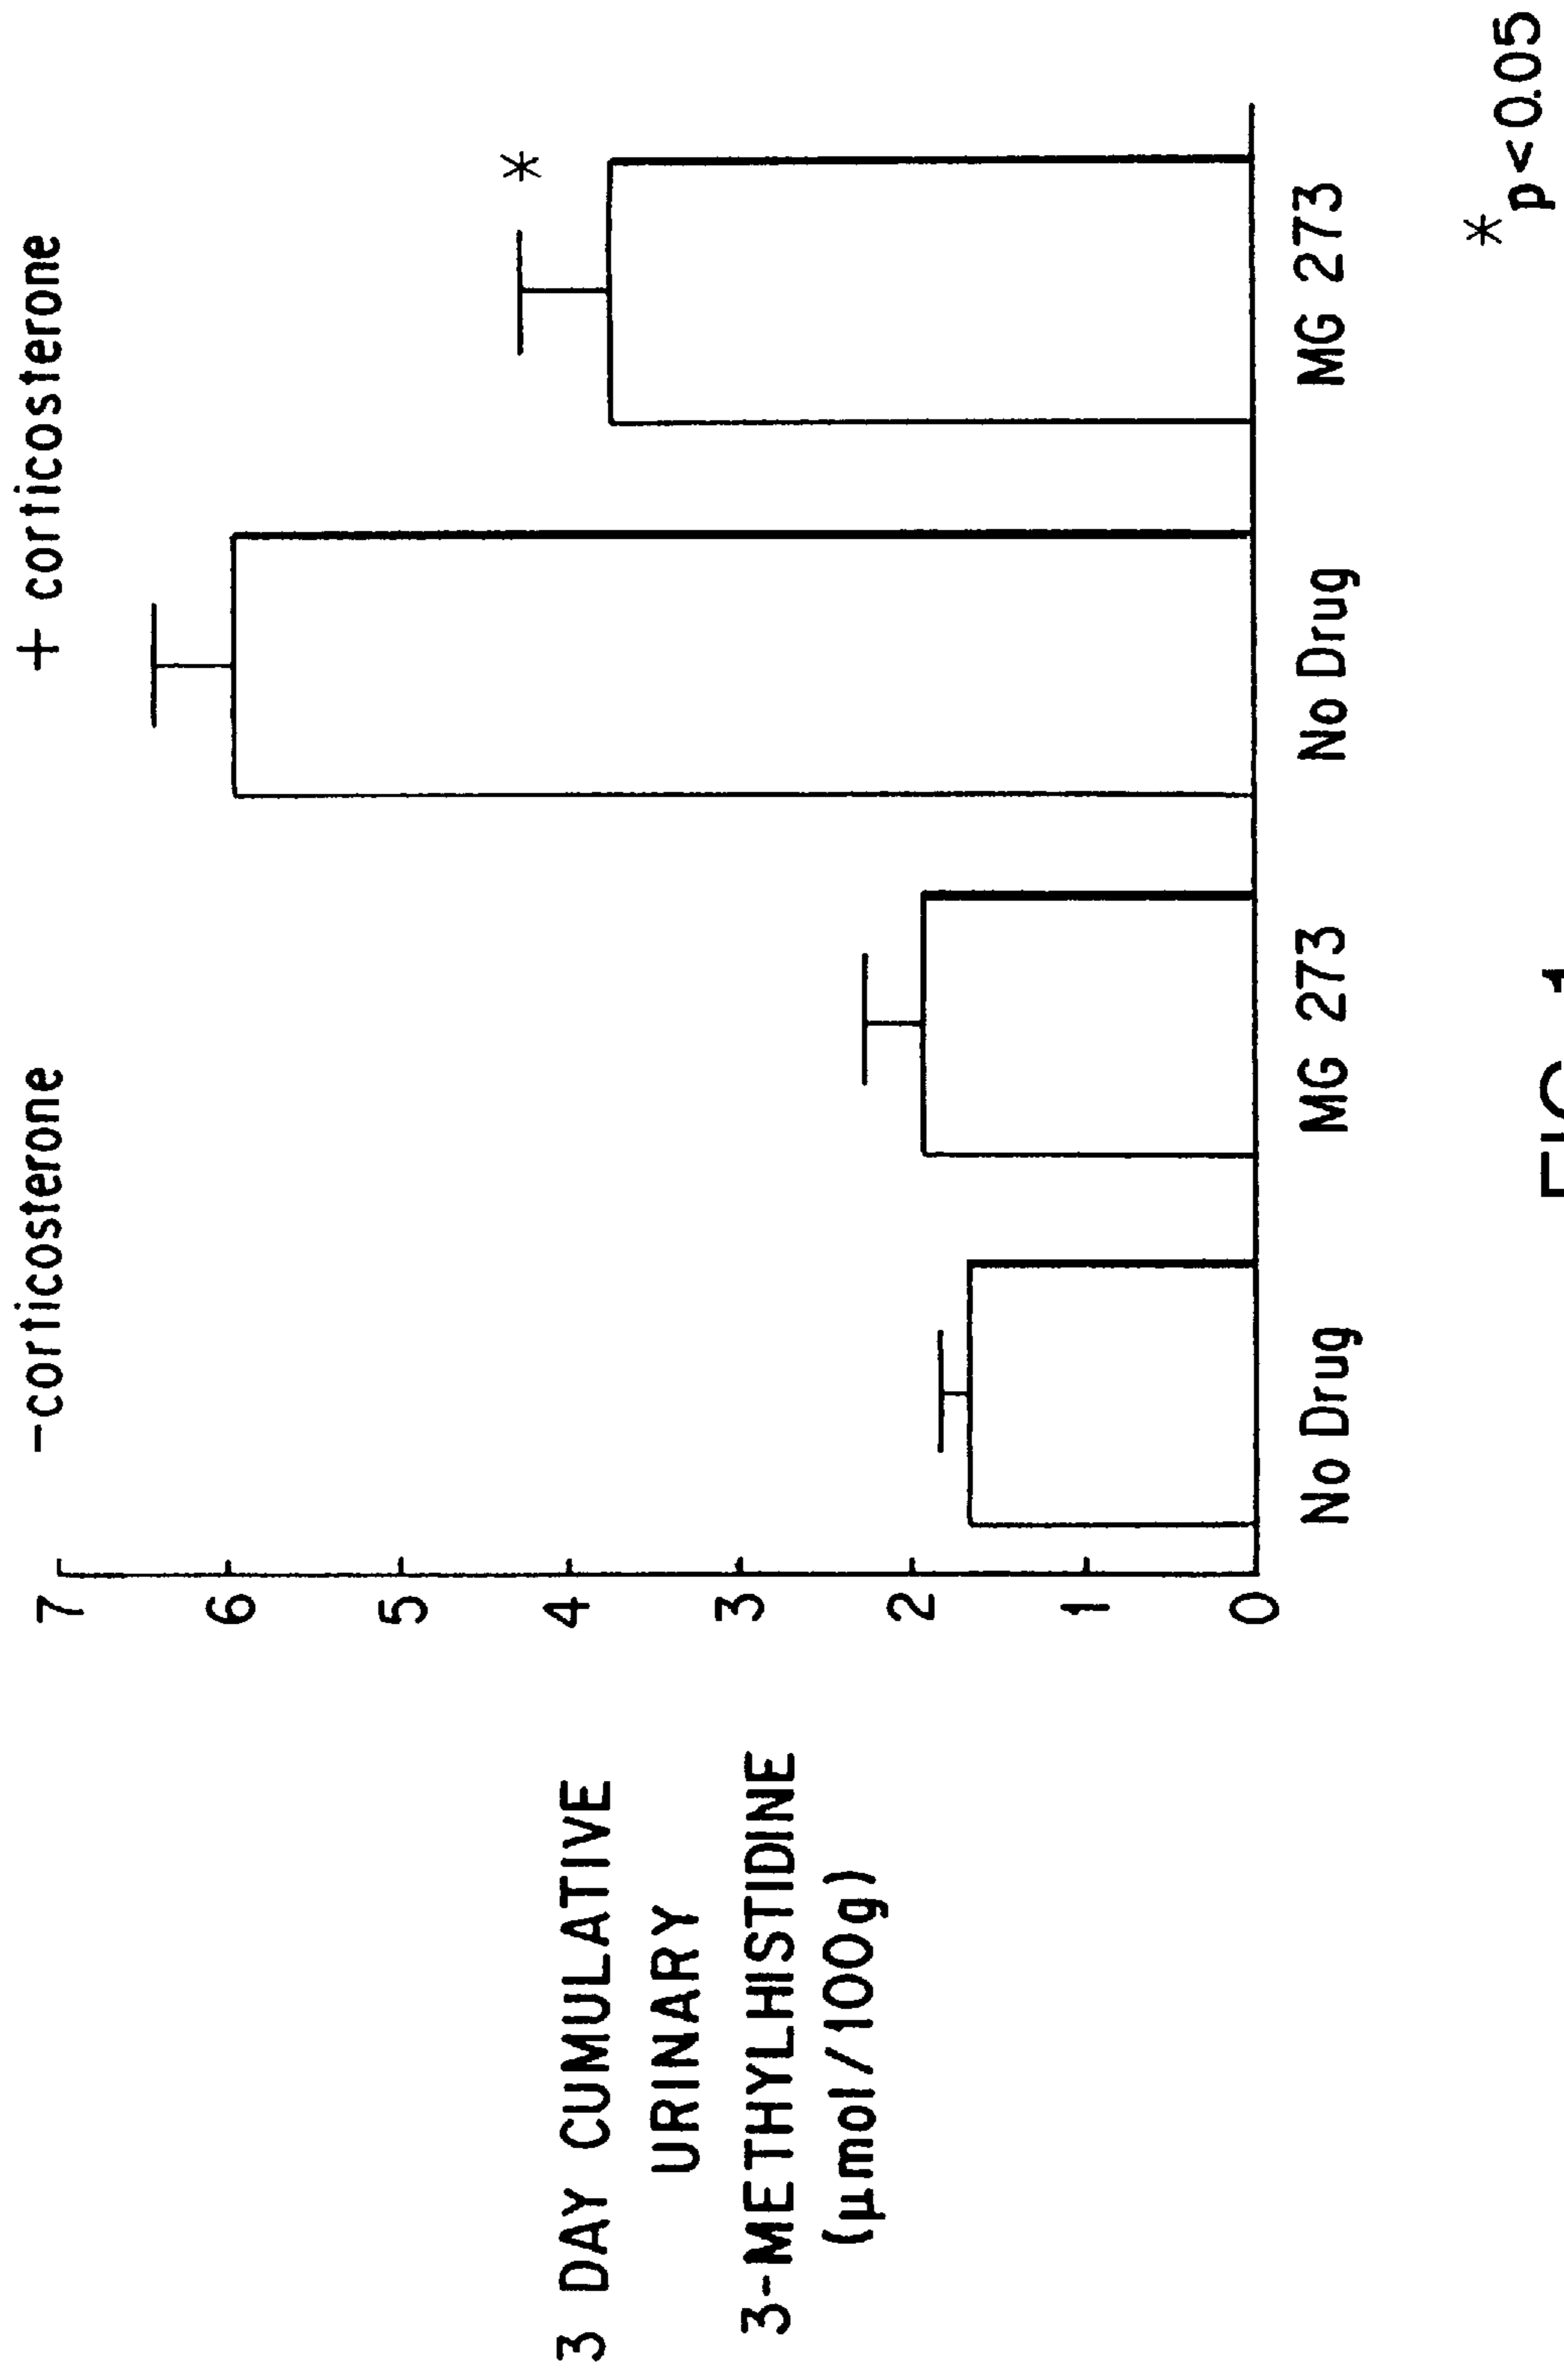 -corticosterone
+ corticosterone
7
6
5
4
3
2
1
0
3 DAY CUMULATIVE
URINARY
3-METHYLHISTIDINE
(µmol/100g)
*
No Drug
MG 273
No Drug
MG 273
* p<0.05